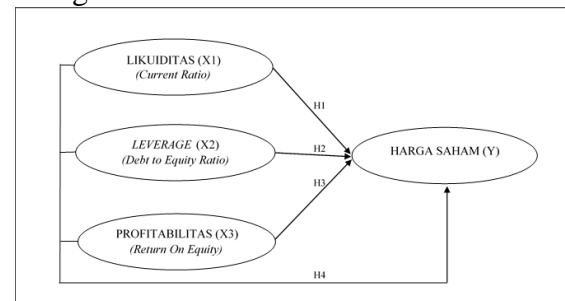 LIKUIDITAS (X1)
(Current Ratio)
H1
LEVERAGE (X2)
(Debt to Equity Ratio)
H2
HARGA SAHAM (Y)
H3
PROFITABILITAS (X3)
(Return On Equity)
H4